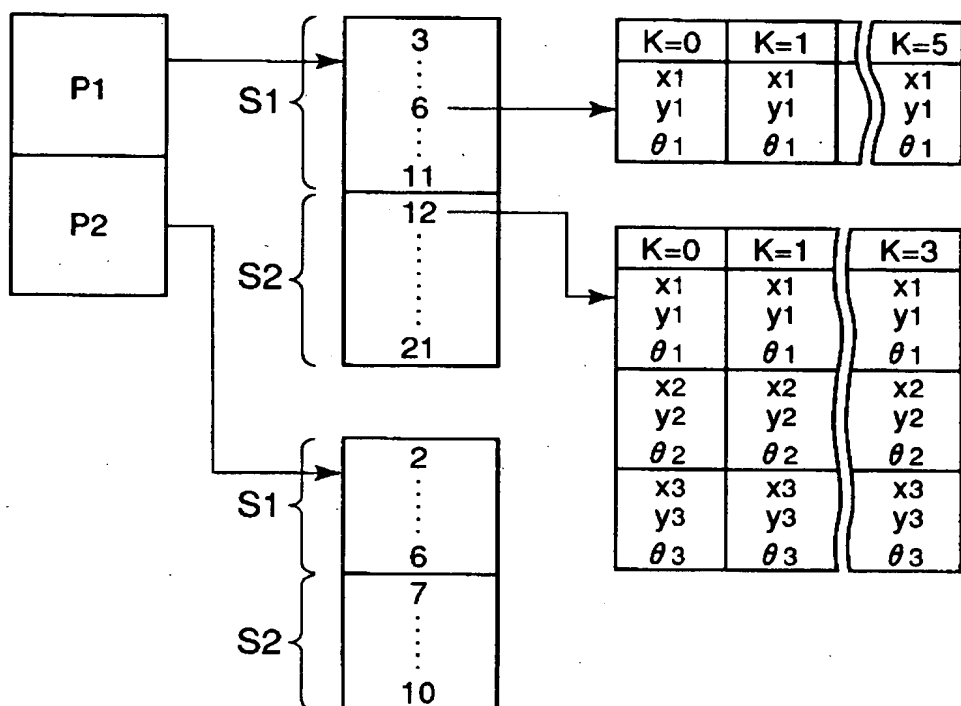 P1
P2
S1
3
6
11
S2
12
21
S1
2
6
S2
7
10
K=0 K=1 K=5
x1 x1 x1
y1 y1 y1
θ1 θ1 θ1
K=0 K=1 K=3
x1 x1 x1
y1 y1 y1
θ1 θ1 θ1
x2 x2 x2
y2 y2 y2
θ2 θ2 θ2
x3 x3 x3
y3 y3 y3
θ3 θ3 θ3